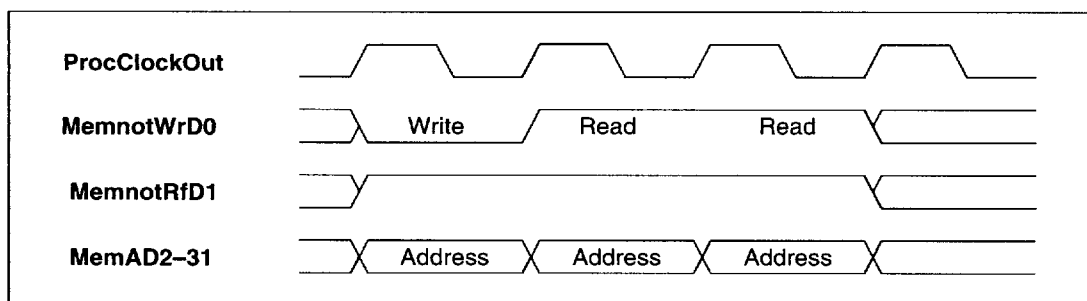 ProcClockOut
MemnotWrD0 Write Read Read
MemnotRfD1
MemAD2–31 Address Address Address